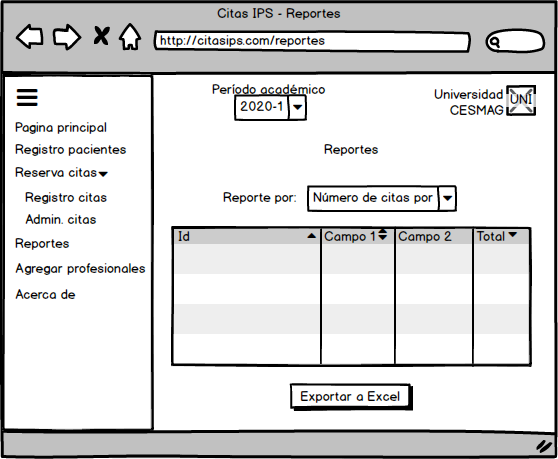 Citas IPS - Reportes
http://citasips.com/reportes
Período académico
2020-1
Universidad
CESMAG
UNI
Pagina principal
Registro pacientes
Reserva citas
Registro citas
Admin. citas
Reportes
Agregar profesionales
Acerca de
Reportes
Reporte por:
Número de citas por
Id
Campo 1
Campo 2
Total
Exportar a Excel